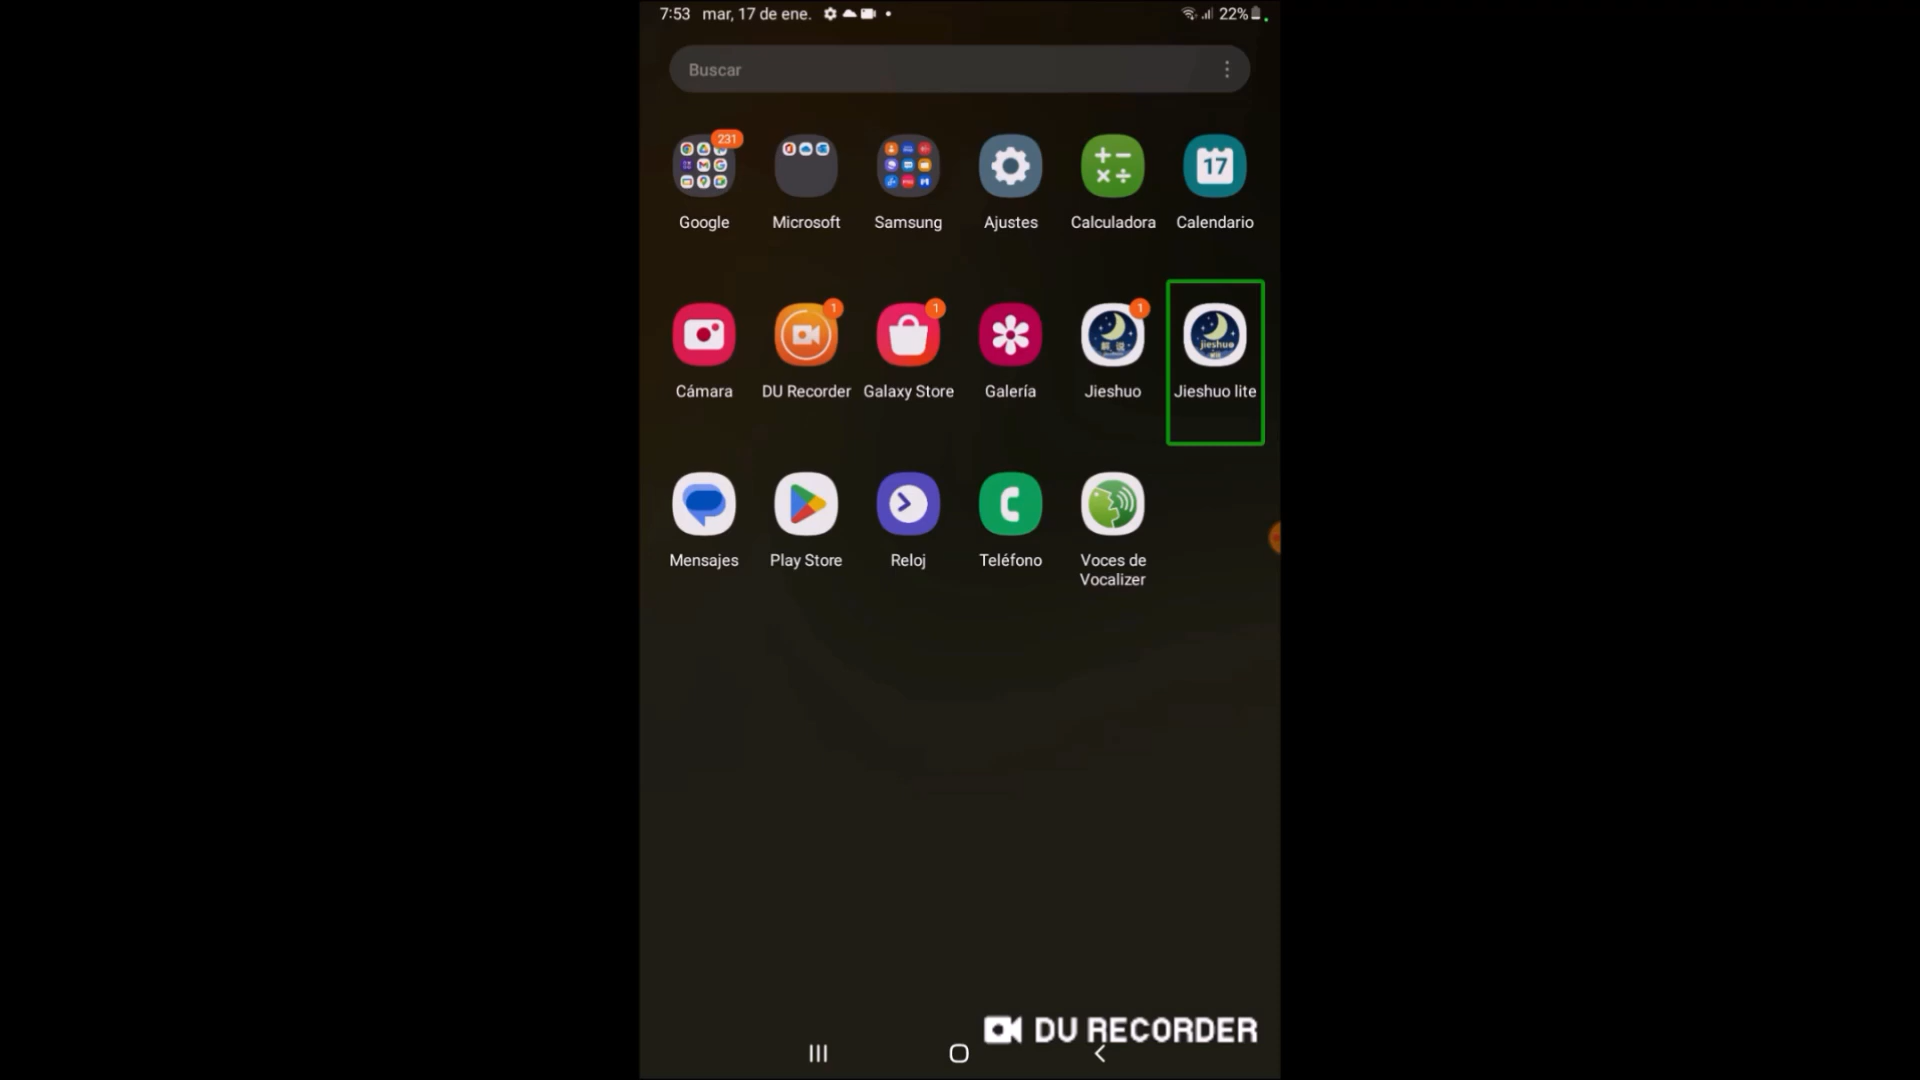 7:53 mar, 17 de ene. 22%
Buscar
231
17
Google Microsoft Samsung Ajustes Calculadora Calendario
1 1 1
jieshuo
Cámara DU Recorder Galaxy Store Galería Jieshuo Jieshuo lite
Mensajes Play Store Reloj Teléfono Voces de
Vocalizer
DU RECORDER